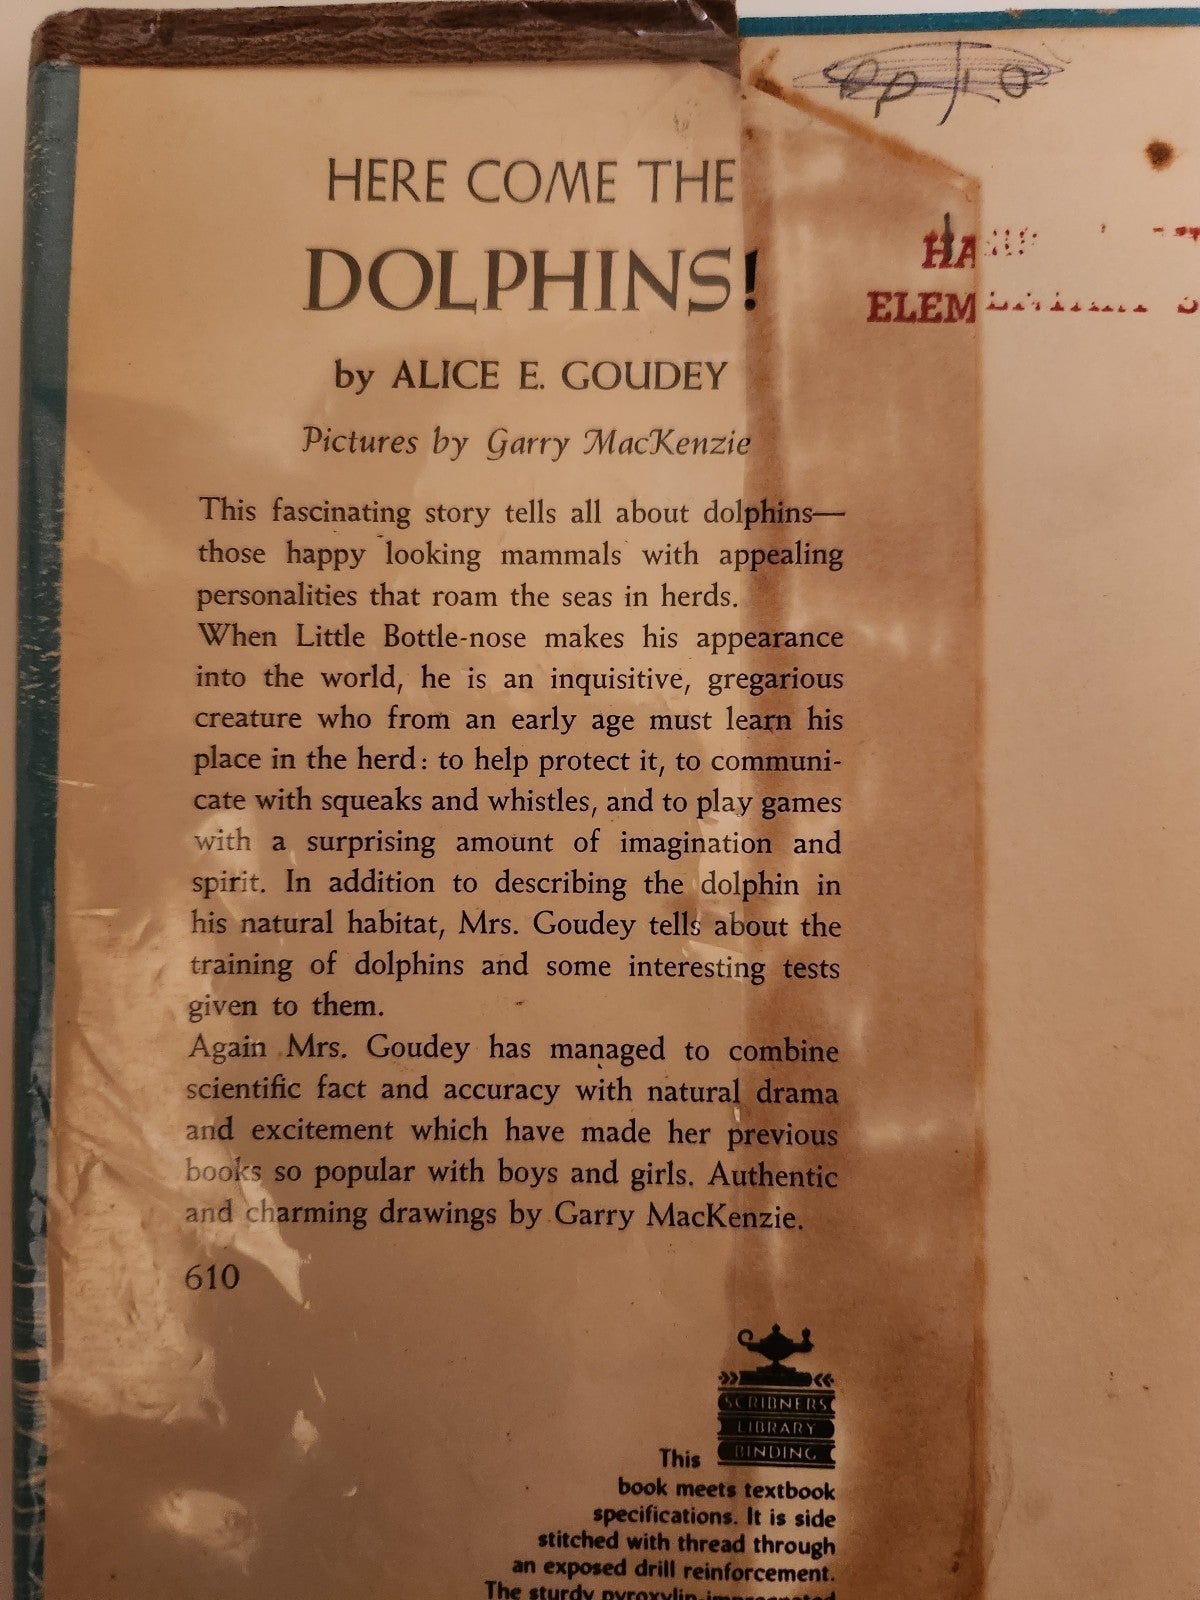 HERE COME THE
DOLPHINS!
by ALICE E. GOUDEY
Pictures by Garry MacKenzie
This fascinating story tells all about dolphins—
those happy looking mammals with appealing
personalities that roam the seas in herds.
When Little Bottle-nose makes his appearance
into the world, he is an inquisitive, gregarious
creature who from an early age must learn his
place in the herd: to help protect it, to communi-
cate with squeaks and whistles, and to play games
with a surprising amount of imagination and
spirit. In addition to describing the dolphin in
his natural habitat, Mrs. Goudey tells about the
training of dolphins and some interesting tests
given to them.
Again Mrs. Goudey has managed to combine
scientific fact and accuracy with natural drama
and excitement which have made her previous
books so popular with boys and girls. Authentic
and charming drawings by Garry MacKenzie.
610
SCRIBNERS
LIBRARY
BINDING
This
book meets textbook
specifications. It is side
stitched with thread through
an exposed drill reinforcement.
The sturdy pyroxylin-impregnated